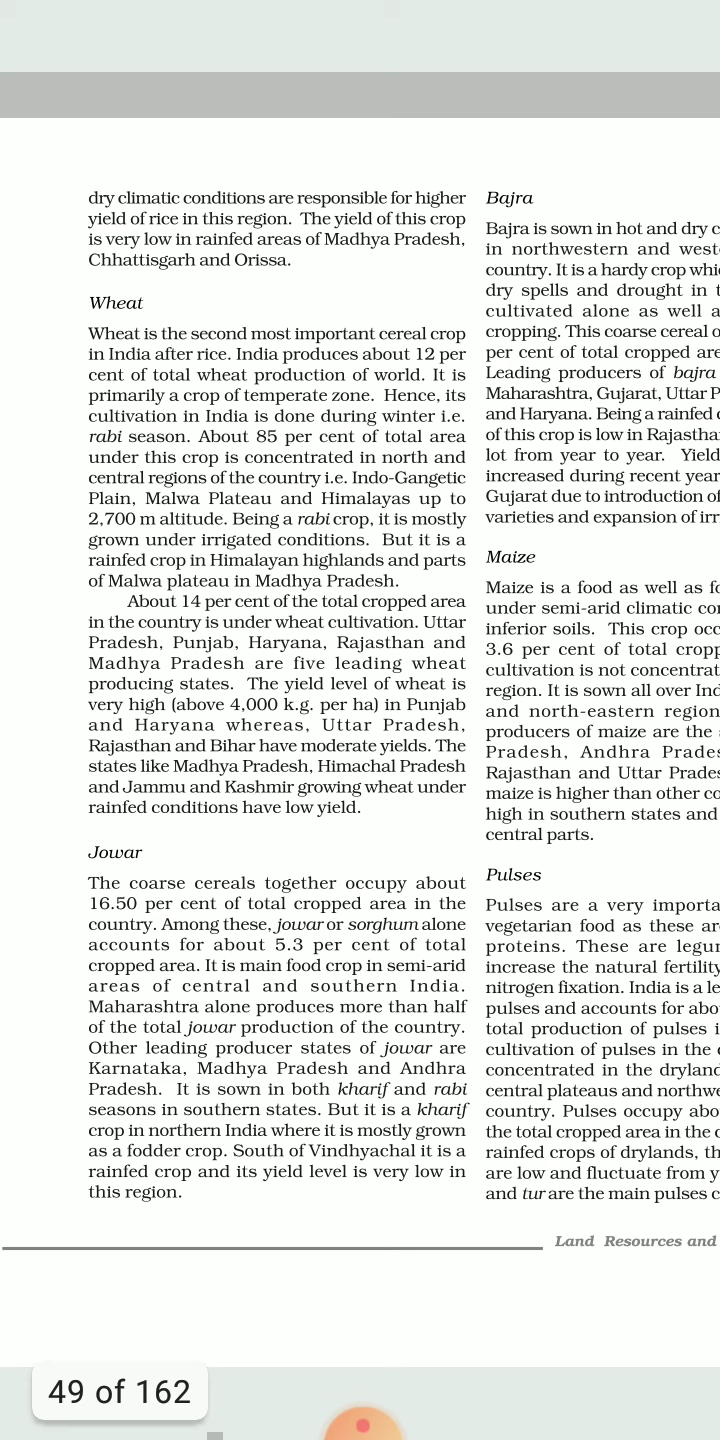 dry climatic conditions are responsible for higher
yield of rice in this region. The yield of this crop
is very low in rainfed areas of Madhya Pradesh,
Chhattisgarh and Orissa.
Wheat
Wheat is the second most important cereal crop
in India after rice. India produces about 12 per
cent of total wheat production of world. It is
primarily a crop of temperate zone. Hence, its
cultivation in India is done during winter i.e.
rabi season. About 85 per cent of total area
under this crop is concentrated in north and
central regions of the country i.e. Indo-Gangetic
Plain, Malwa Plateau and Himalayas up to
2,700 m altitude. Being a rabi crop, it is mostly
grown under irrigated conditions. But it is a
rainfed crop in Himalayan highlands and parts
of Malwa plateau in Madhya Pradesh.
About 14 per cent of the total cropped area
in the country is under wheat cultivation. Uttar
Pradesh, Punjab, Haryana, Rajasthan and
Madhya Pradesh are five leading wheat
producing states. The yield level of wheat is
very high (above 4,000 k.g. per ha) in Punjab
and Haryana whereas, Uttar Pradesh,
Rajasthan and Bihar have moderate yields. The
states like Madhya Pradesh, Himachal Pradesh
and Jammu and Kashmir growing wheat under
rainfed conditions have low yield.
Jowar
The coarse cereals together occupy about
16.50 per cent of total cropped area in the
country. Among these, jowar or sorghum alone
accounts for about 5.3 per cent of total
cropped area. It is main food crop in semi-arid
areas of central and southern India.
Maharashtra alone produces more than half
of the total jowar production of the country.
Other leading producer states of jowar are
Karnataka, Madhya Pradesh and Andhra
Pradesh. It is sown in both kharif and rabi
seasons in southern states. But it is a kharif
crop in northern India where it is mostly grown
as a fodder crop. South of Vindhyachal it is a
rainfed crop and its yield level is very low in
this region.
Bajra
Bajra is sown in hot and dry
in northwestern and
country. It is a hardy crop
dry spells and drought in
cultivated alone as well
cropping. This coarse cereal
per cent of total cropped
Leading producers of bajra
Maharashtra, Gujarat, Uttar
and Haryana. Being a rainfed
of this crop is low in
lot from year to year. Yield
increased during recent
Gujarat due to introduction of
varieties and expansion of
Maize
Maize is a food as well as
under semi-arid climatic
inferior soils. This crop
3.6 per cent of total
cultivation is not
region. It is sown all over
and north-eastern region
producers of maize are the
Pradesh, Andhra
Rajasthan and Uttar
maize is higher than other
high in southern states and
central parts.
Pulses
Pulses are a very
vegetarian food as these
proteins. These are
increase the natural fertility
nitrogen fixation. India is a
pulses and accounts for
total production of pulses
cultivation of pulses in the
concentrated in the
central plateaus and
country. Pulses occupy
the total cropped area in the
rainfed crops of drylands,
are low and fluctuate from
and tur are the main pulses
Land Resources and
49 of 162